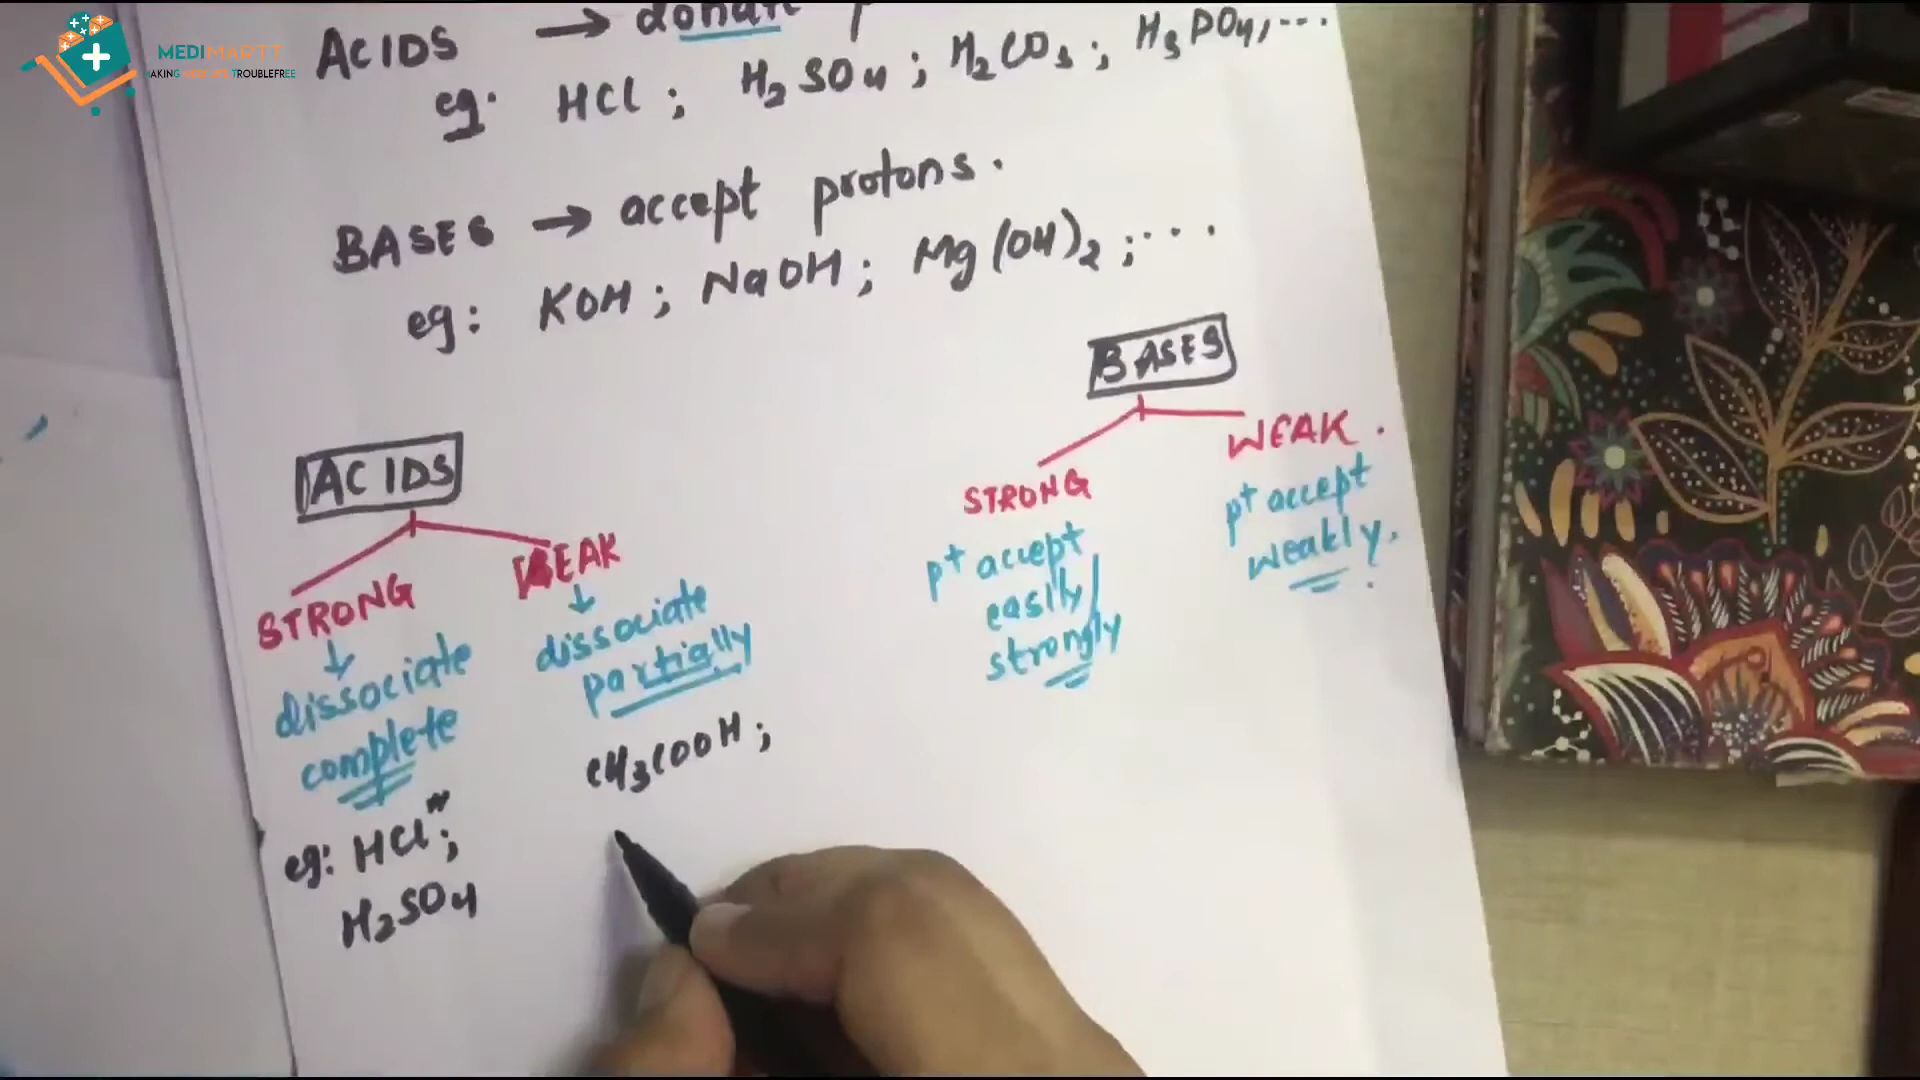 MEDIMARTT
ACIDS → donate
eg. HCl ; H₂SO₄ ; H₂CO₃ ; H₃PO₄, ...
BASES → accept protons.
eg: KOH ; NaOH ; Mg(OH)₂ ; ...
BASES
STRONG
WEAK.
p⁺ accept
easily/
strongly
p⁺ accept
weakly.
ACIDS
STRONG
WEAK
↓
dissociate
complete
↓
dissociate
partially
eg: HCl ;
H₂SO₄
CH₃COOH ;